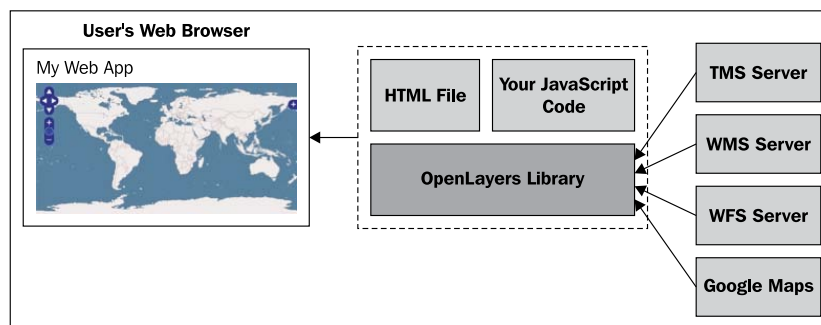 User's Web Browser
My Web App
HTML File
Your JavaScript
Code
OpenLayers Library
TMS Server
WMS Server
WFS Server
Google Maps